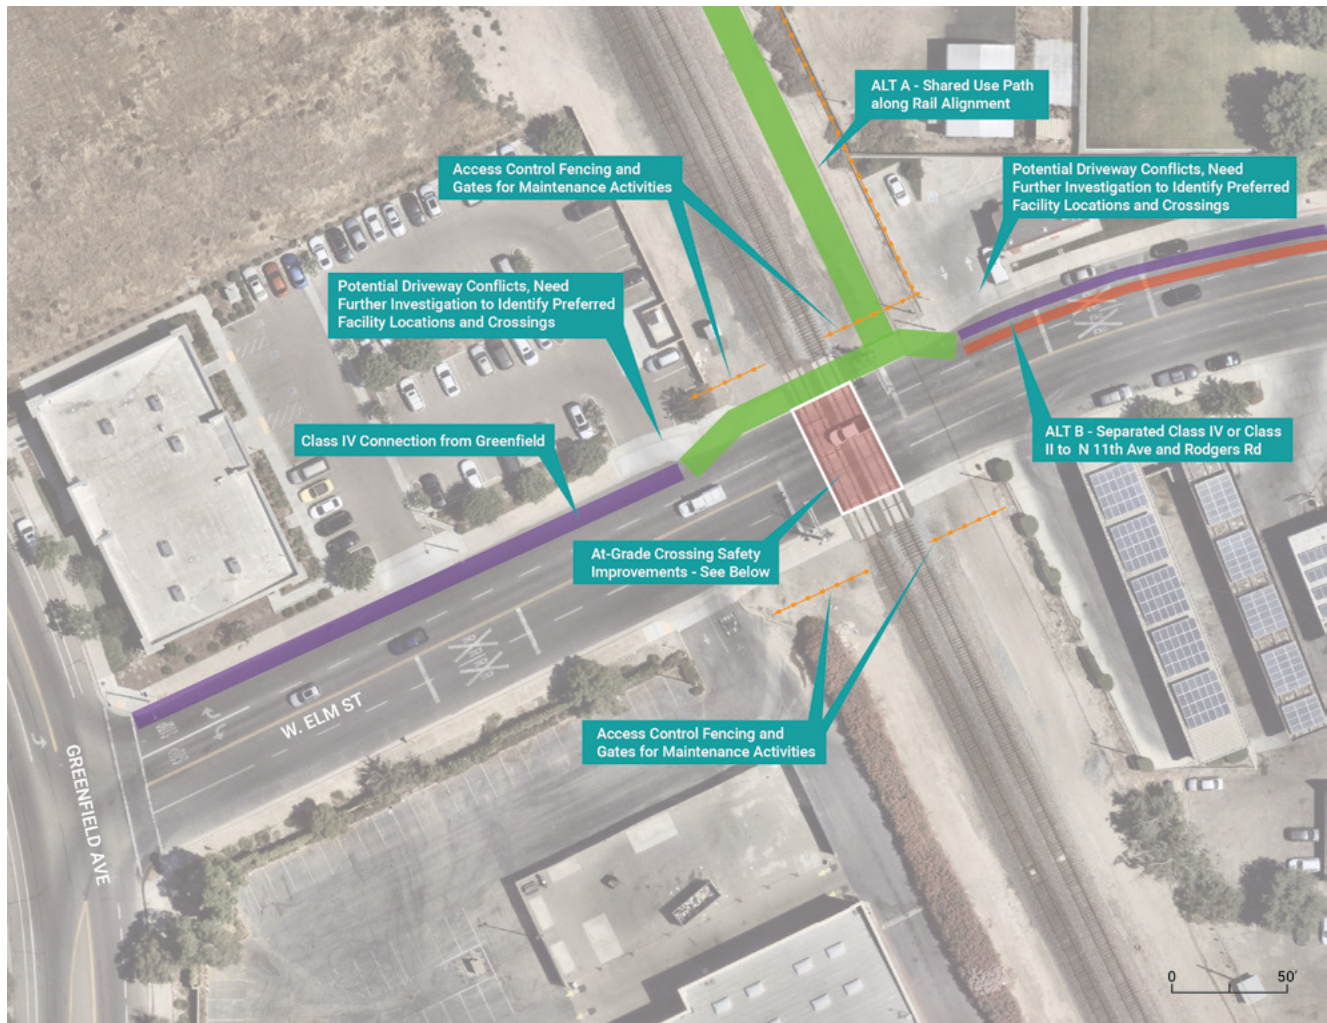 ALT A - Shared Use Path
along Rail Alignment
Access Control Fencing and
Gates for Maintenance Activities
Potential Driveway Conflicts, Need
Further Investigation to Identify Preferred
Facility Locations and Crossings
Potential Driveway Conflicts, Need
Further Investigation to Identify Preferred
Facility Locations and Crossings
Class IV Connection from Greenfield
ALT B - Separated Class IV or Class
II to N 11th Ave and Rodgers Rd
At-Grade Crossing Safety
Improvements - See Below
W. ELM ST
Access Control Fencing and
Gates for Maintenance Activities
GREENFIELD AVE
0 50'